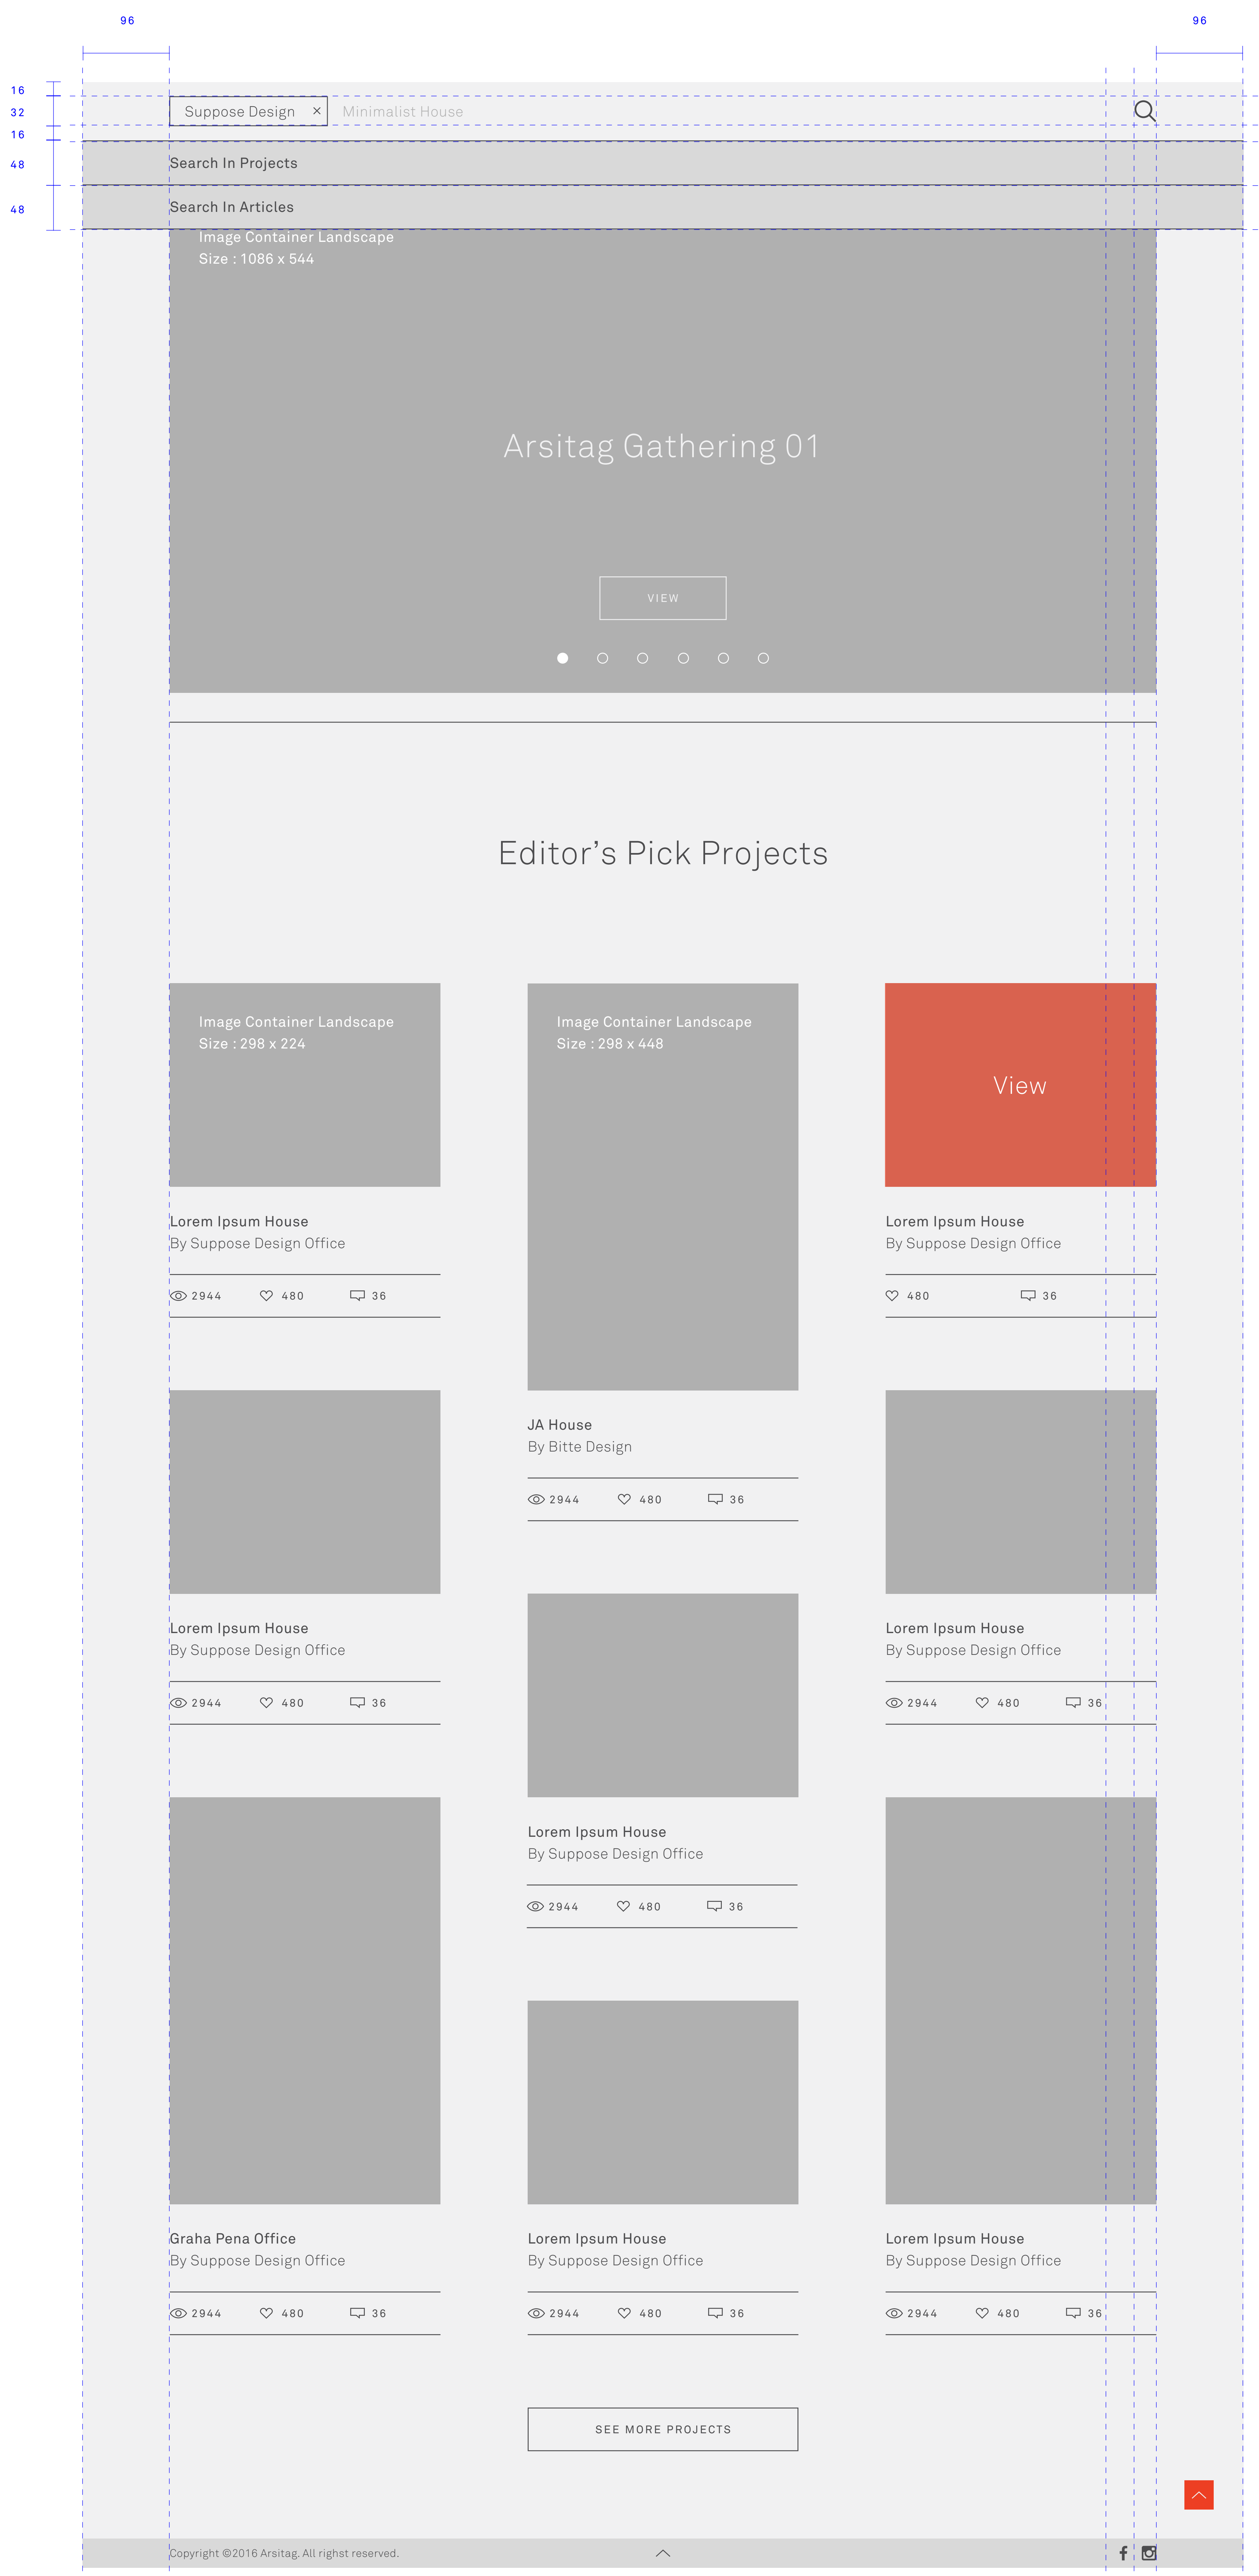 96
96
16
32
16
48
48
Suppose Design ×
Minimalist House
Search In Projects
Search In Articles
Image Container Landscape
Size : 1086 x 544
Arsitag Gathering 01
VIEW
Editor's Pick Projects
Image Container Landscape
Size : 298 x 224
Image Container Landscape
Size : 298 x 448
View
Lorem Ipsum House
By Suppose Design Office
2944 480 36
Lorem Ipsum House
By Suppose Design Office
480 36
JA House
By Bitte Design
2944 480 36
Lorem Ipsum House
By Suppose Design Office
2944 480 36
Lorem Ipsum House
By Suppose Design Office
2944 480 36
Lorem Ipsum House
By Suppose Design Office
2944 480 36
Graha Pena Office
By Suppose Design Office
2944 480 36
Lorem Ipsum House
By Suppose Design Office
2944 480 36
Lorem Ipsum House
By Suppose Design Office
2944 480 36
SEE MORE PROJECTS
Copyright ©2016 Arsitag. All righst reserved.